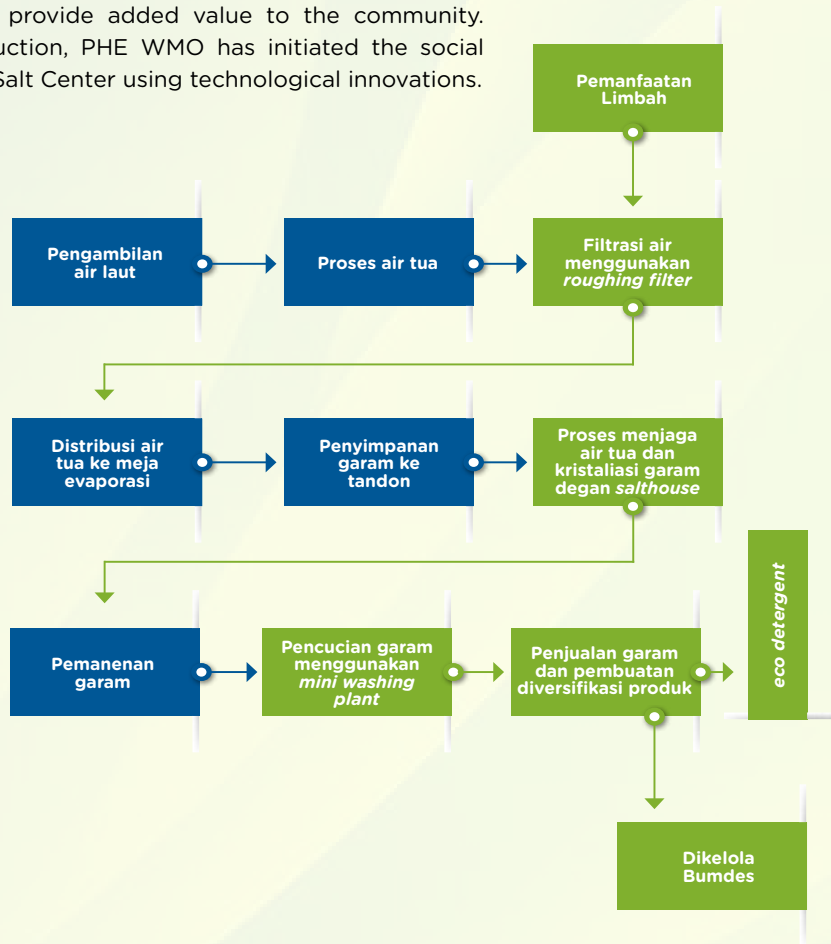 provide added value to the community.
PHE WMO has initiated the social
Salt Center using technological innovations.
Pemanfaatan
Limbah
Pengambilan
air laut
Proses air tua
Filtrasi air
menggunakan
roughing filter
Distribusi air
tua ke meja
evaporasi
Penyimpanan
garam ke
tandon
Proses menjaga
air tua dan
kristaliasi garam
degan salthouse
Pemanenan
garam
Pencucian garam
menggunakan
mini washing
plant
Penjualan garam
dan pembuatan
diversifikasi produk
eco detergent
Dikelola
Bumdes